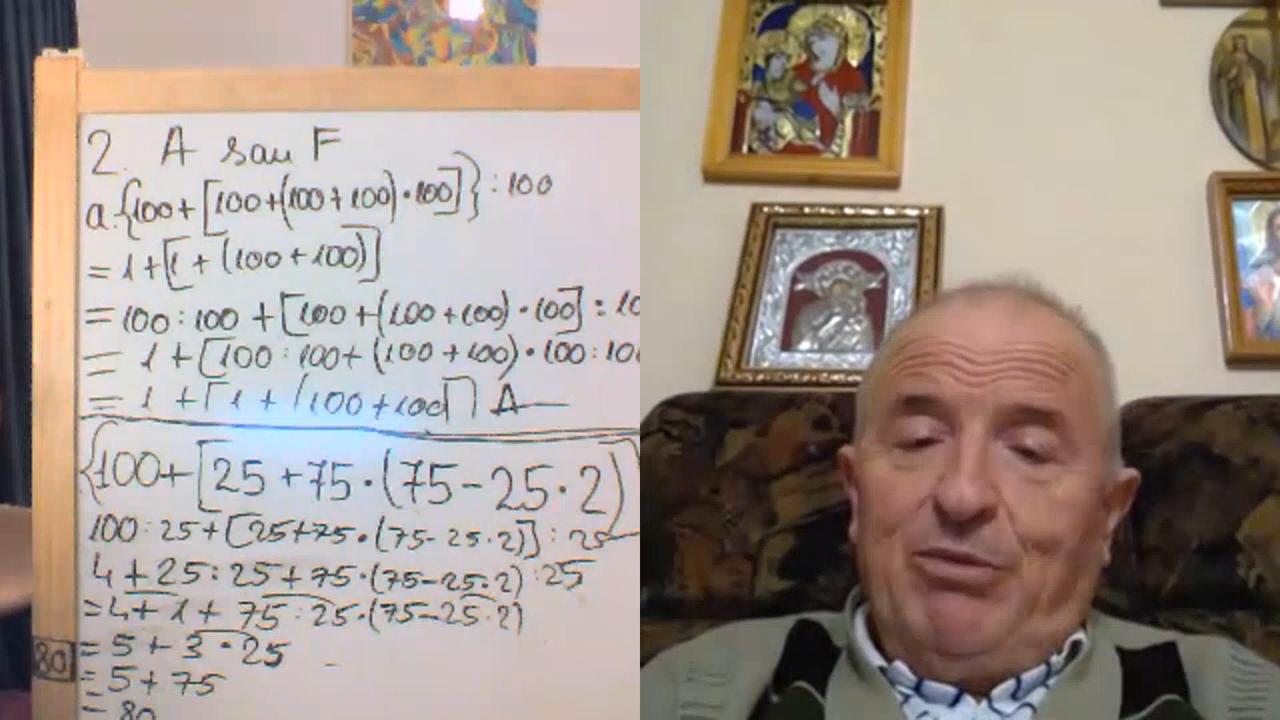 2. A sau F
a. {100+[100+(100+100)·100]}:100
= 1+[1+(100+100)]
= 100:100 + [100+(100+100)·100]:10
= 1+[100:100+(100+100)·100:10
= 1+[1+(100+100)] A
{100+[25+75·(75-25·2)
100:25+[25+75·(75-25·2)]:25
4+25:25+75·(75-25·2):25
=4+1+75:25·(75-25·2)
80 = 5+3·25
= 5+75
= 80